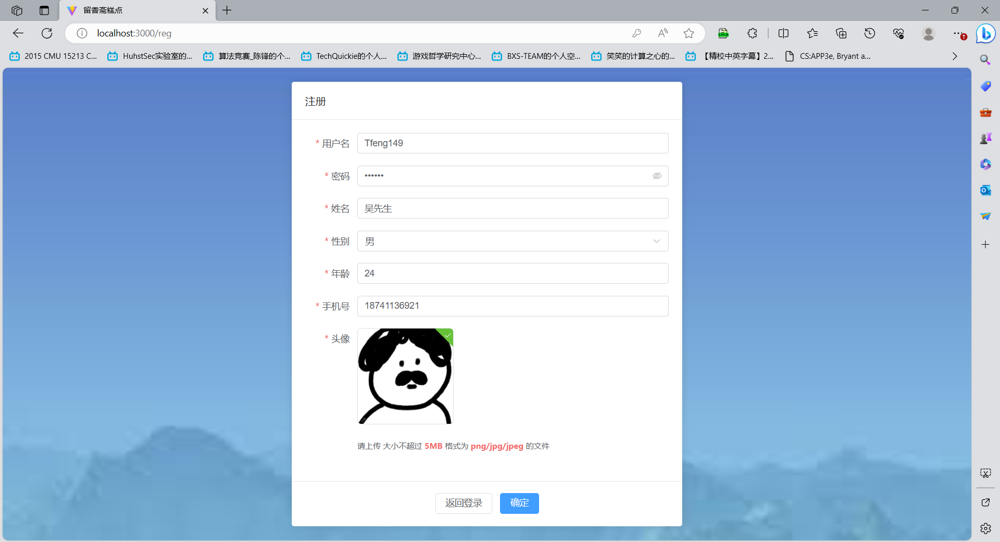 留香斋糕点
localhost:3000/reg
2015 CMU 15213 C... HuhstSec实验室的... 算法竞赛_陈锋的个... TechQuickie的个人... 游戏哲学研究中心... BXS-TEAM的个人空... 笑笑的计算之心的... 【精校中英字幕】2... CS:APP3e, Bryant a...
注册
* 用户名 Tfeng149
* 密码 ••••••
* 姓名 吴先生
* 性别 男
* 年龄 24
* 手机号 18741136921
* 头像
请上传 大小不超过 5MB 格式为 png/jpg/jpeg 的文件
返回登录 确定